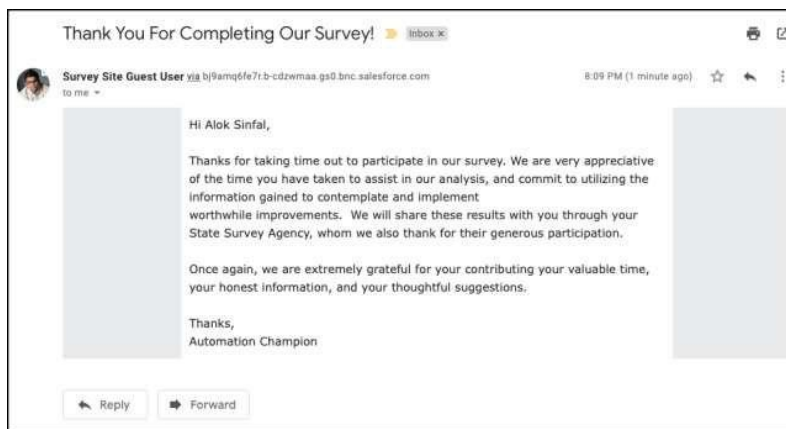 Thank You For Completing Our Survey!
Inbox ×
Survey Site Guest User via bj9amq6fe7r.b-cdzwmaa.gs0.bnc.salesforce.com
8:09 PM (1 minute ago)
to me
Hi Alok Sinfal,
Thanks for taking time out to participate in our survey. We are very appreciative
of the time you have taken to assist in our analysis, and commit to utilizing the
information gained to contemplate and implement
worthwhile improvements. We will share these results with you through your
State Survey Agency, whom we also thank for their generous participation.
Once again, we are extremely grateful for your contributing your valuable time,
your honest information, and your thoughtful suggestions.
Thanks,
Automation Champion
Reply
Forward